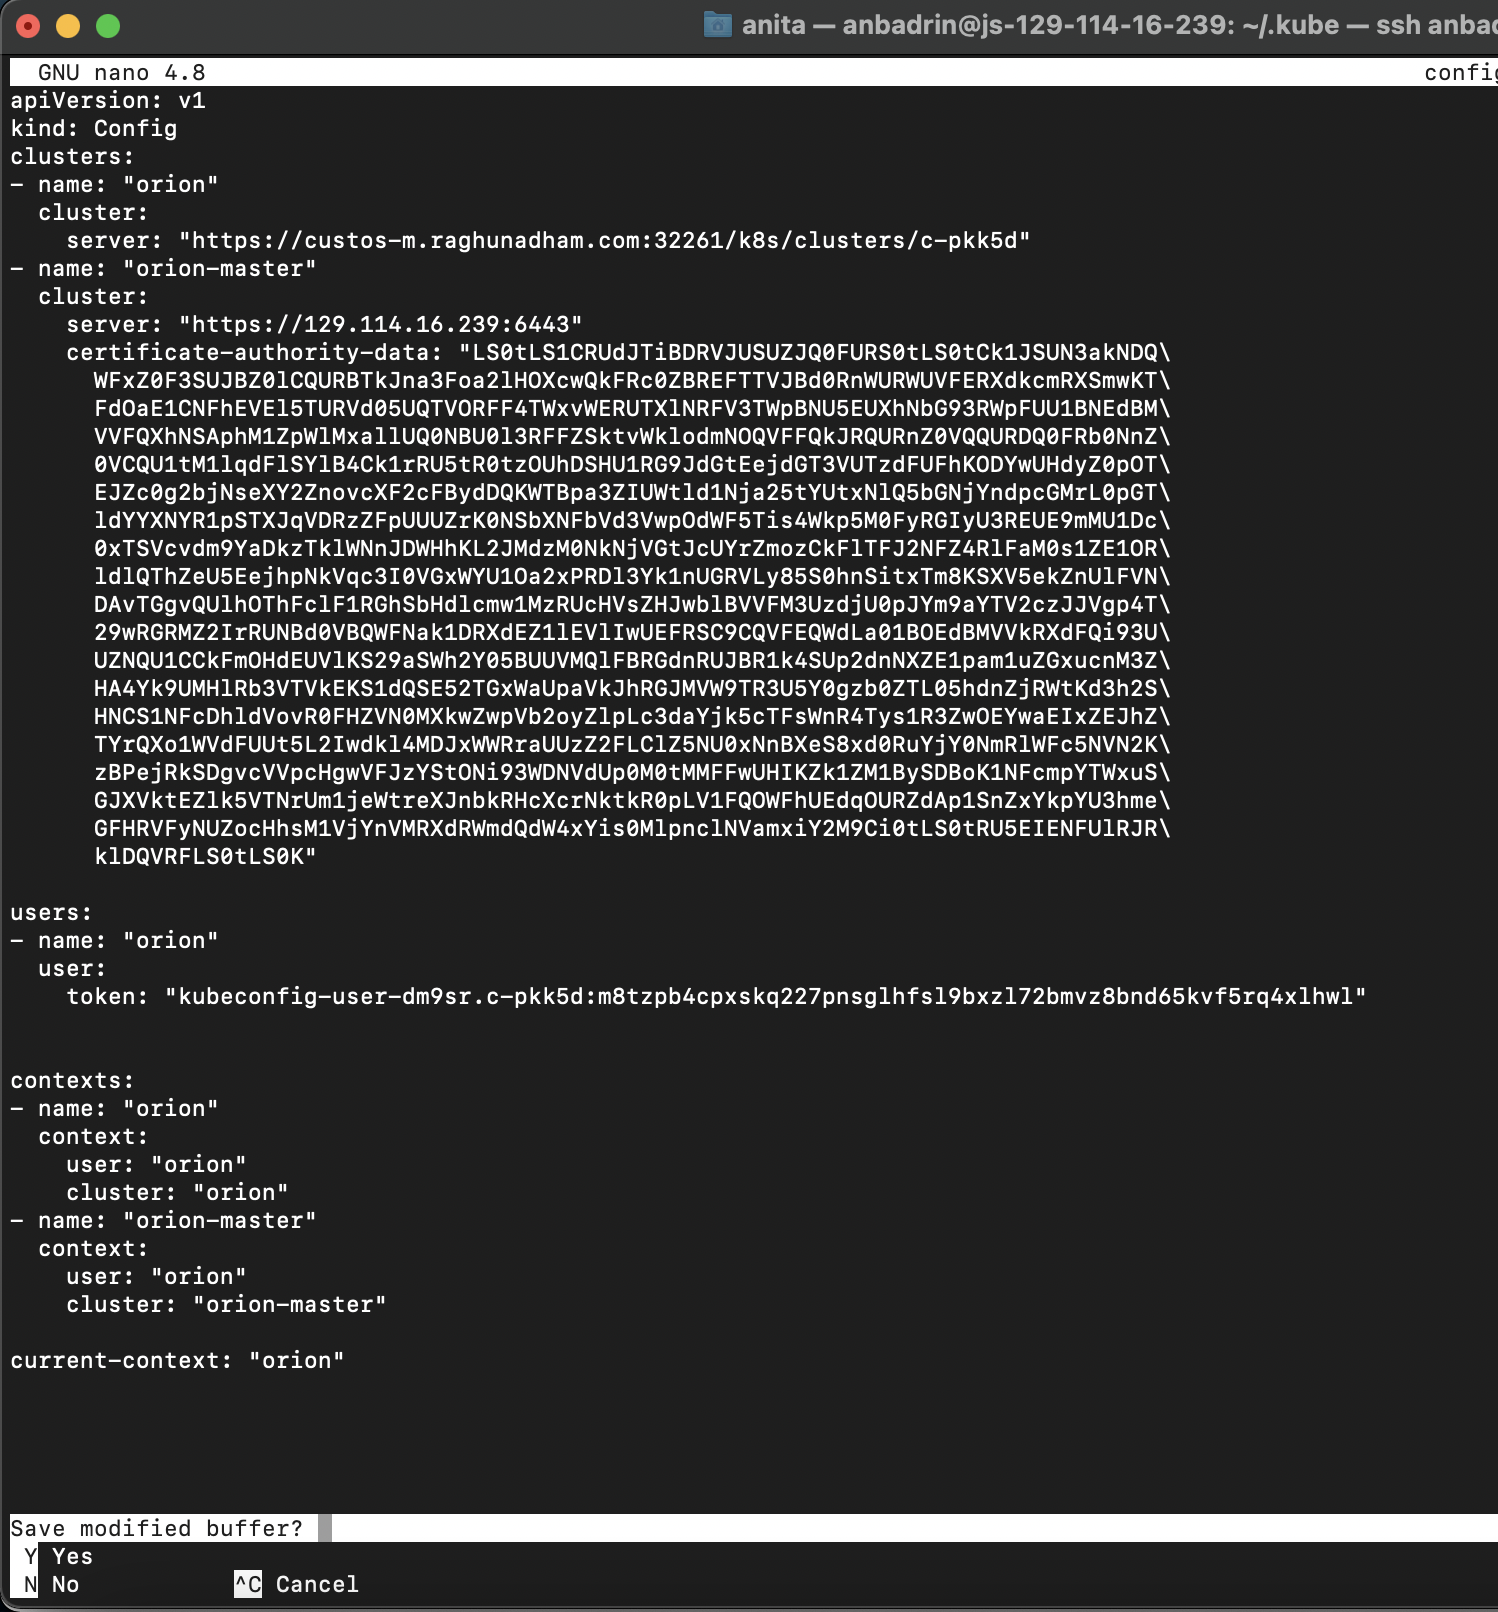 anita — anbadrin@js-129-114-16-239: ~/.kube — ssh anbad
GNU nano 4.8 config
apiVersion: v1
kind: Config
clusters:
- name: "orion"
  cluster:
    server: "https://custos-m.raghunadham.com:32261/k8s/clusters/c-pkk5d"
- name: "orion-master"
  cluster:
    server: "https://129.114.16.239:6443"
    certificate-authority-data: "LS0tLS1CRUdJTiBDRVJUSUZJQ0FURS0tLS0tCk1JSUN3akNDQ\
      WFxZ0F3SUJBZ0lCQURBTkJna3Foa2lHOXcwQkFRc0ZBREFTTVJBd0RnWURWUVFERXdkcmRXSmwKT\
      FdOaE1CNFhEVEl5TURVd05UQTVORFF4TWxvWERUTXlNRFV3TWpBNU5EUXhNbG93RWpFUU1BNEdBM\
      VVFQXhNSAphM1ZpWlMxallUQ0NBU0l3RFFZSktvWklodmNOQVFFQkJRQURnZ0VQQURDQ0FRb0NnZ\
      0VCQU1tM1lqdFlSYlB4Ck1rRU5tR0tzOUhDSHU1RG9JdGtEejdGT3VUTzdFUFhKODYwUHdyZ0pOT\
      EJZc0g2bjNseXY2ZnovcXF2cFBydDQKWTBpa3ZIUWtld1Nja25tYUtxNlQ5bGNjYndpcGMrL0pGT\
      ldYYXNYR1pSTXJqVDRzZFpUUUZrK0NSbXNFbVd3VwpOdWF5Tis4Wkp5M0FyRGIyU3REUE9mMU1Dc\
      0xTSVcvdm9YaDkzTklWNnJDWHhKL2JMdzM0NkNjVGtJcUYrZmozCkFlTFJ2NFZ4RlFaM0s1ZE1OR\
      ldlQThZeU5EejhpNkVqc3I0VGxWYU1Oa2xPRDl3Yk1nUGRVLy85S0hnSitxTm8KSXV5ekZnUlFVN\
      DAvTGgvQUlhOThFclF1RGhSbHdlcmw1MzRUcHVsZHJwblBVVFM3UzdjU0pJYm9aYTV2czJJVgp4T\
      29wRGRMZ2IrRUNBd0VBQWFNak1DRXdEZ1lEVlIwUEFRSC9CQVFEQWdLa01BOEdBMVVkRXdFQi93U\
      UZNQU1CCkFmOHdEUVlKS29aSWh2Y05BUUVMQlFBRGdnRUJBR1k4SUp2dnNXZE1pam1uZGxucnM3Z\
      HA4Yk9UMHlRb3VTVkEKS1dQSE52TGxWaUpaVkJhRGJMVW9TR3U5Y0gzb0ZTL05hdnZjRWtKd3h2S\
      HNCS1NFcDhldVovR0FHZVN0MXkwZwpVb2oyZlpLc3daYjk5cTFsWnR4Tys1R3ZwOEYwaEIxZEJhZ\
      TYrQXo1WVdFUUt5L2Iwdkl4MDJxWWRraUUzZ2FLClZ5NU0xNnBXeS8xd0RuYjY0NmRlWFc5NVN2K\
      zBPejRkSDgvcVVpcHgwVFJzYStONi93WDNVdUp0M0tMMFFwUHIKZk1ZM1BySDBoK1NFcmpYTWxuS\
      GJXVktEZlk5VTNrUm1jeWtreXJnbkRHcXcrNktkR0pLV1FQOWFhUEdqOURZdAp1SnZxYkpYU3hme\
      GFHRVFyNUZocHhsM1VjYnVMRXdRWmdQdW4xYis0MlpnclNVamxiY2M9Ci0tLS0tRU5EIENFUlRJR\
      klDQVRFLS0tLS0K"
users:
- name: "orion"
  user:
    token: "kubeconfig-user-dm9sr.c-pkk5d:m8tzpb4cpxskq227pnsglhfsl9bxzl72bmvz8bnd65kvf5rq4xlhwl"
contexts:
- name: "orion"
  context:
    user: "orion"
    cluster: "orion"
- name: "orion-master"
  context:
    user: "orion"
    cluster: "orion-master"
current-context: "orion"
Save modified buffer?
Y Yes
N No ^C Cancel